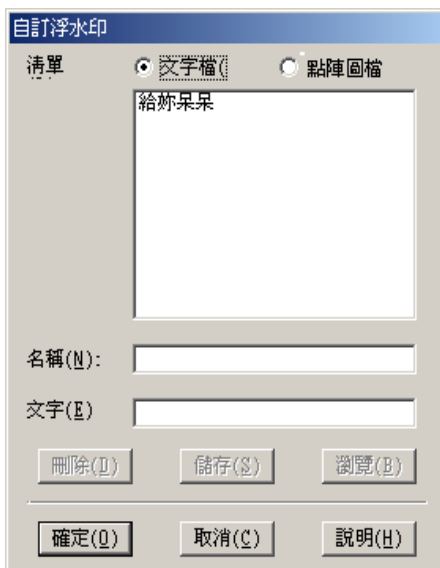 自訂浮水印
清單 文字檔( 點陣圖檔
給妳呆呆
名稱(N):
文字(E)
刪除(D) 儲存(S) 瀏覽(B)
確定(O) 取消(C) 說明(H)